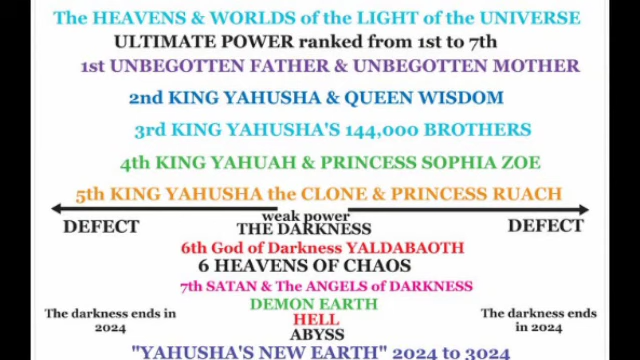 The HEAVENS & WORLDS of the LIGHT of the UNIVERSE
ULTIMATE POWER ranked from 1st to 7th
1st UNBEGOTTEN FATHER & UNBEGOTTEN MOTHER
2nd KING YAHUSHA & QUEEN WISDOM
3rd KING YAHUSHA'S 144,000 BROTHERS
4th KING YAHUAH & PRINCESS SOPHIA ZOE
5th KING YAHUSHA the CLONE & PRINCESS RUACH
weak power
DEFECT THE DARKNESS DEFECT
6th God of Darkness YALDABAOTH
6 HEAVENS OF CHAOS
7th SATAN & The ANGELS of DARKNESS
DEMON EARTH
The darkness ends in
2024
HELL
The darkness ends
in 2024
ABYSS
"YAHUSHA'S NEW EARTH" 2024 to 3024